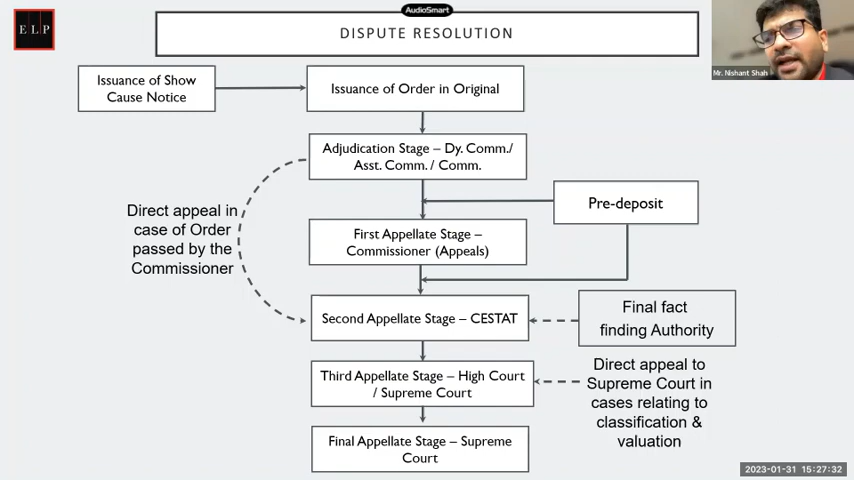 AudioSmart
ELP
DISPUTE RESOLUTION
Mr. Nishant Shah
Issuance of Show
Cause Notice
Issuance of Order in Original
Adjudication Stage – Dy. Comm./
Asst. Comm. / Comm.
Direct appeal in
case of Order
passed by the
Commissioner
Pre-deposit
First Appellate Stage –
Commissioner (Appeals)
Second Appellate Stage – CESTAT
Final fact
finding Authority
Third Appellate Stage – High Court
/ Supreme Court
Direct appeal to
Supreme Court in
cases relating to
classification &
valuation
Final Appellate Stage – Supreme
Court
2023-01-31 15:27:32